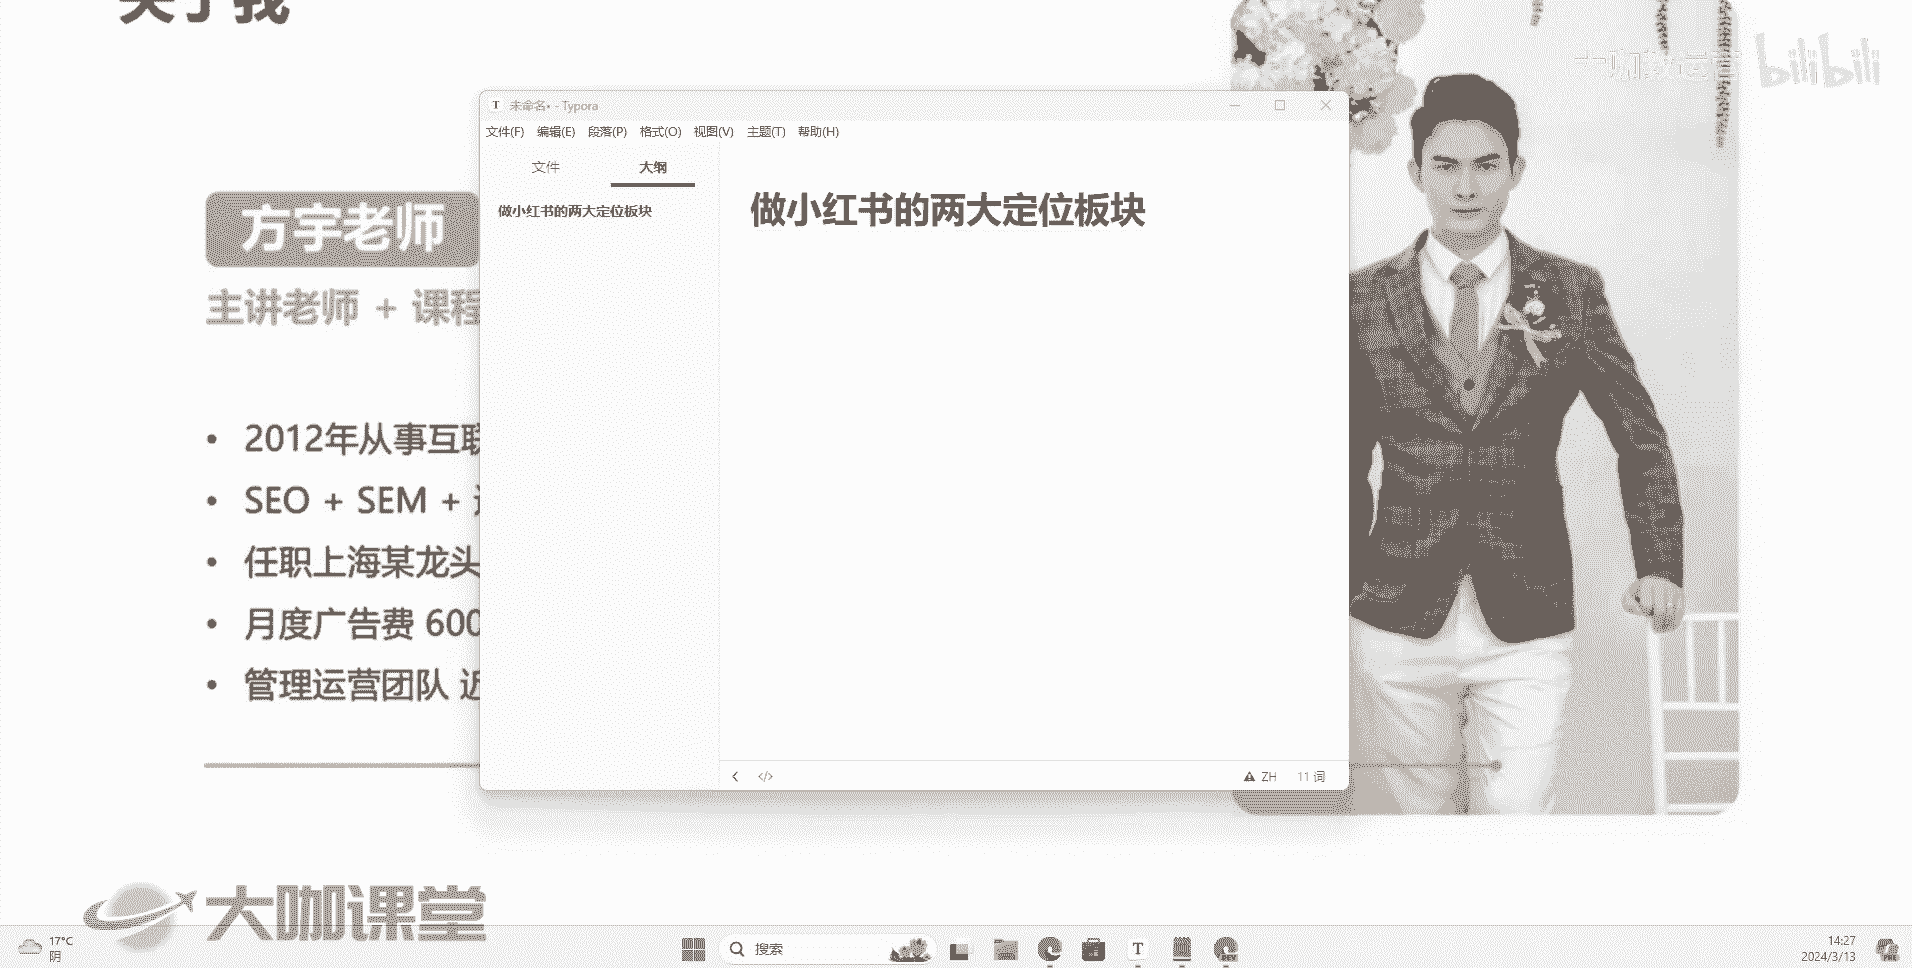 关于我
bilibili
未命名• - Typora
文件(F) 编辑(E) 段落(P) 格式(O) 视图(V) 主题(T) 帮助(H)
文件 大纲
做小红书的两大定位板块
做小红书的两大定位板块
方宇老师
主讲老师 + 课程
2012年从事互联
SEO + SEM +
任职上海某龙头
月度广告费 600
管理运营团队 近
</> ZH 11 词
大咖课堂
17°C
阴
搜索
14:27
2024/3/13